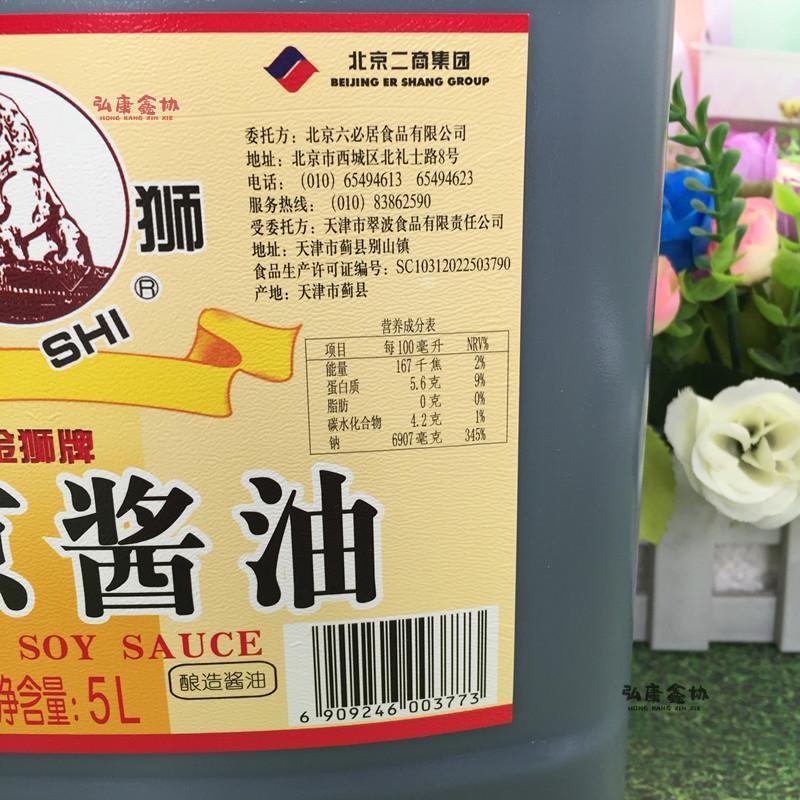 北京二商集团
BEIJING ER SHANG GROUP
弘康鑫协
HONG KANG XIN XIE
委托方：北京六必居食品有限公司
地址：北京市西城区北礼士路8号
电话：（010）65494613 65494623
服务热线：（010）83862590
受委托方：天津市翠波食品有限责任公司
地址：天津市蓟县别山镇
食品生产许可证编号：SC10312022503790
产地：天津市蓟县
狮
®
SHI
营养成分表
项目 每100毫升 NRV%
能量 167千焦 2%
蛋白质 5.6克 9%
脂肪 0克 0%
碳水化合物 4.2克 1%
钠 6907毫克 345%
金狮牌
京酱油
SOY SAUCE
酿造酱油
净含量：5L
6 909246 003773
弘康鑫协
HONG KANG XIN XIE